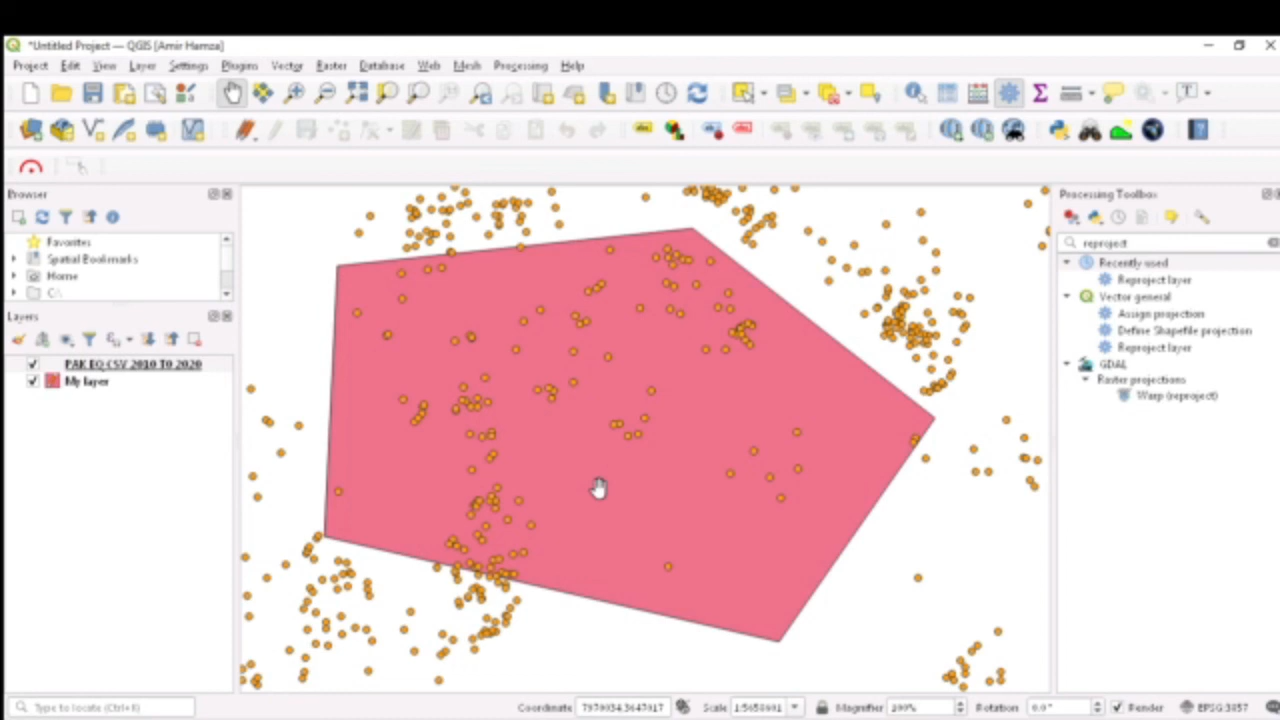 *Untitled Project — QGIS [Amir Hamza]
Project Edit View Layer Settings Plugins Vector Raster Database Web Mesh Processing Help
Browser
Favorites
Spatial Bookmarks
Home
C:\
Layers
PAK EQ CSV 2010 TO 2020
My layer
Processing Toolbox
reproject
Recently used
Reproject layer
Vector general
Assign projection
Define Shapefile projection
Reproject layer
GDAL
Raster projections
Warp (reproject)
Type to locate (Ctrl+K) Coordinate Scale Magnifier 200% Rotation 0.0° Render EPSG:3857